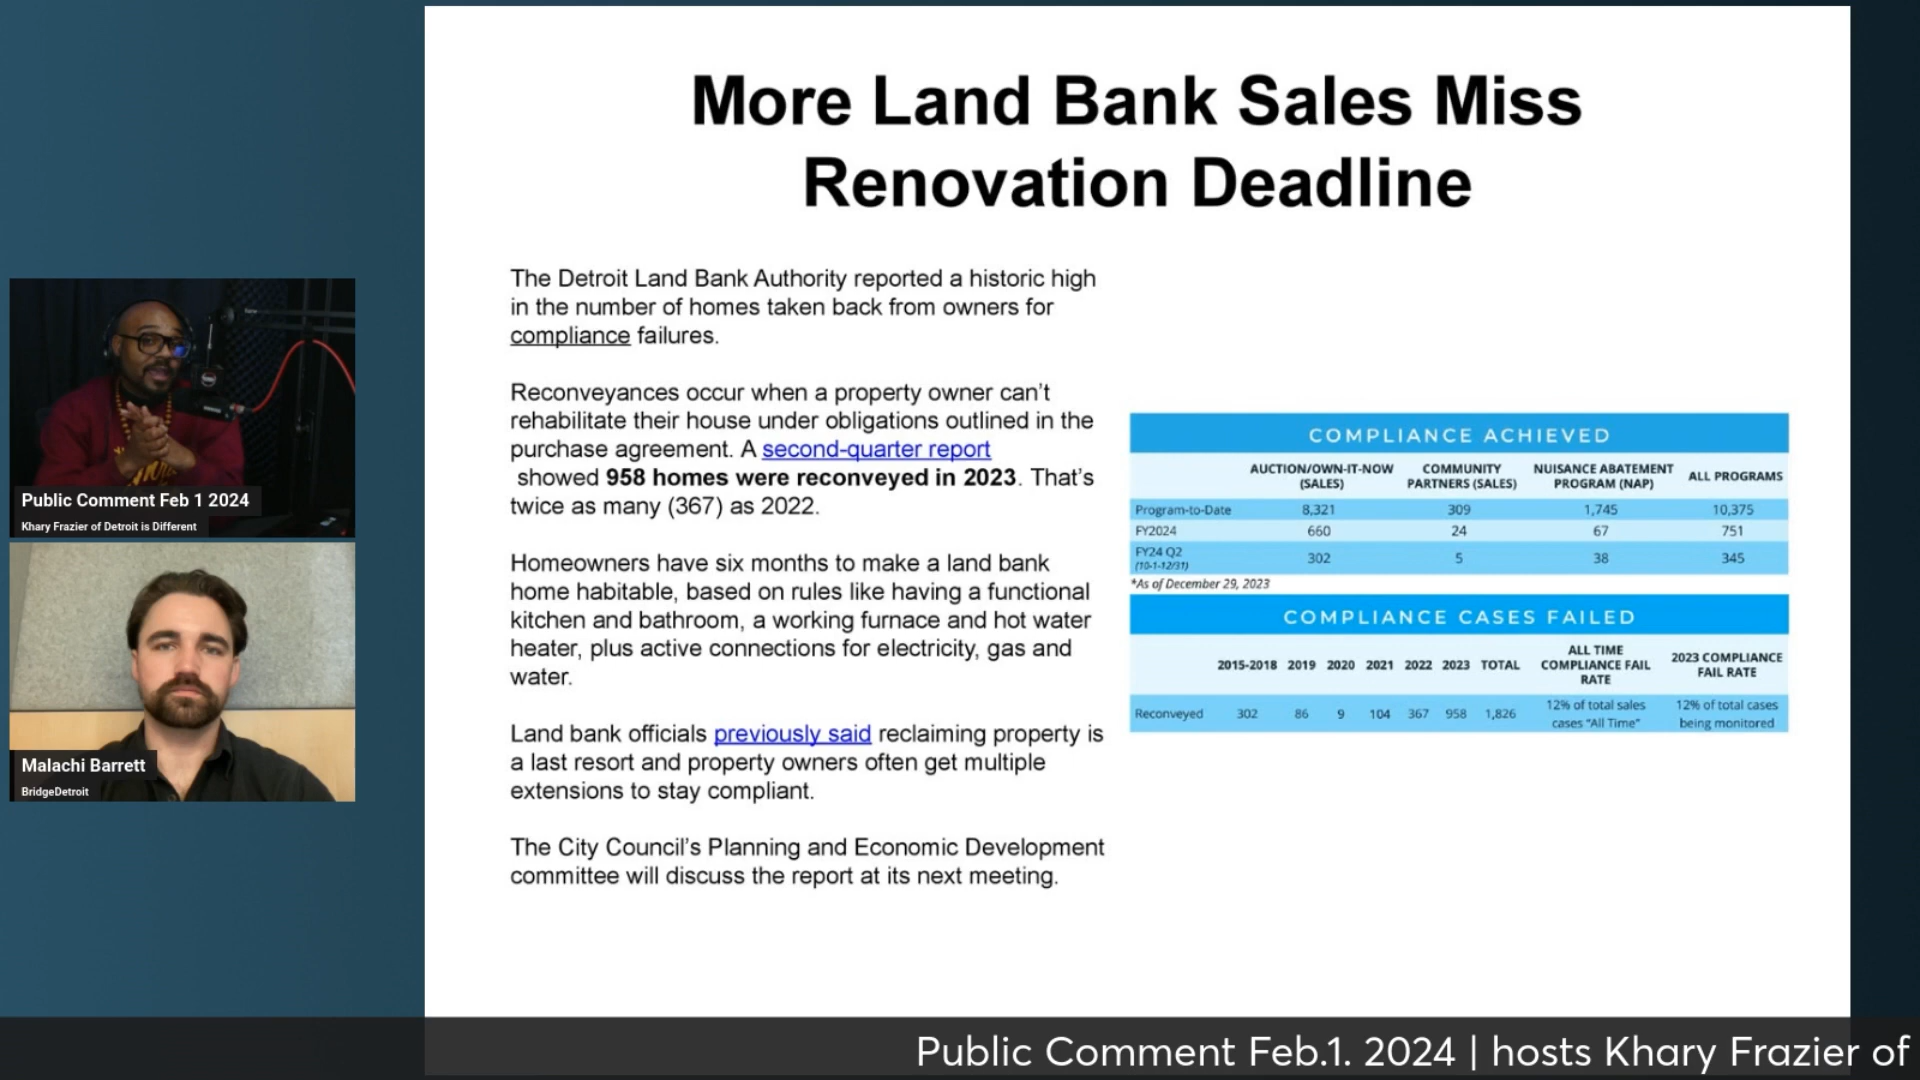 More Land Bank Sales Miss
Renovation Deadline
The Detroit Land Bank Authority reported a historic high
in the number of homes taken back from owners for
compliance failures.
Reconveyances occur when a property owner can’t
rehabilitate their house under obligations outlined in the
purchase agreement. A second-quarter report
showed 958 homes were reconveyed in 2023. That’s
twice as many (367) as 2022.
Homeowners have six months to make a land bank
home habitable, based on rules like having a functional
kitchen and bathroom, a working furnace and hot water
heater, plus active connections for electricity, gas and
water.
Land bank officials previously said reclaiming property is
a last resort and property owners often get multiple
extensions to stay compliant.
The City Council’s Planning and Economic Development
committee will discuss the report at its next meeting.
COMPLIANCE ACHIEVED
AUCTION/OWN-IT-NOW (SALES) COMMUNITY PARTNERS (SALES) NUISANCE ABATEMENT PROGRAM (NAP) ALL PROGRAMS
Program-to-Date 8,321 309 1,745 10,375
FY2024 660 24 67 751
FY24 Q2 (10-1-12/31) 302 5 38 345
*As of December 29, 2023
COMPLIANCE CASES FAILED
2015-2018 2019 2020 2021 2022 2023 TOTAL ALL TIME COMPLIANCE FAIL RATE 2023 COMPLIANCE FAIL RATE
Reconveyed 302 86 9 104 367 958 1,826 12% of total sales cases “All Time” 12% of total cases being monitored
Public Comment Feb 1 2024
Khary Frazier of Detroit is Different
Malachi Barrett
BridgeDetroit
Public Comment Feb.1. 2024 | hosts Khary Frazier of